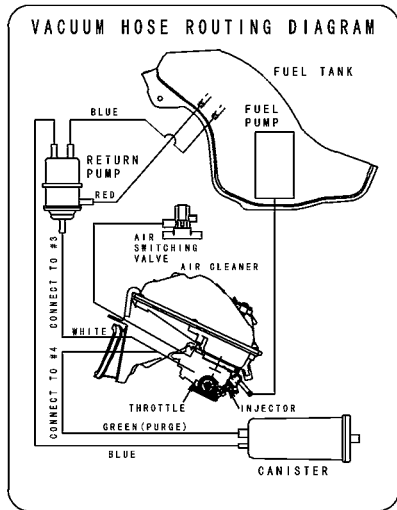 VACUUM HOSE ROUTING DIAGRAM
FUEL TANK
BLUE
FUEL
PUMP
RETURN
PUMP
RED
AIR
SWITCHING
VALVE
AIR CLEANER
CONNECT TO #3
WHITE
CONNECT TO #4
THROTTLE
INJECTOR
GREEN(PURGE)
BLUE
CANISTER